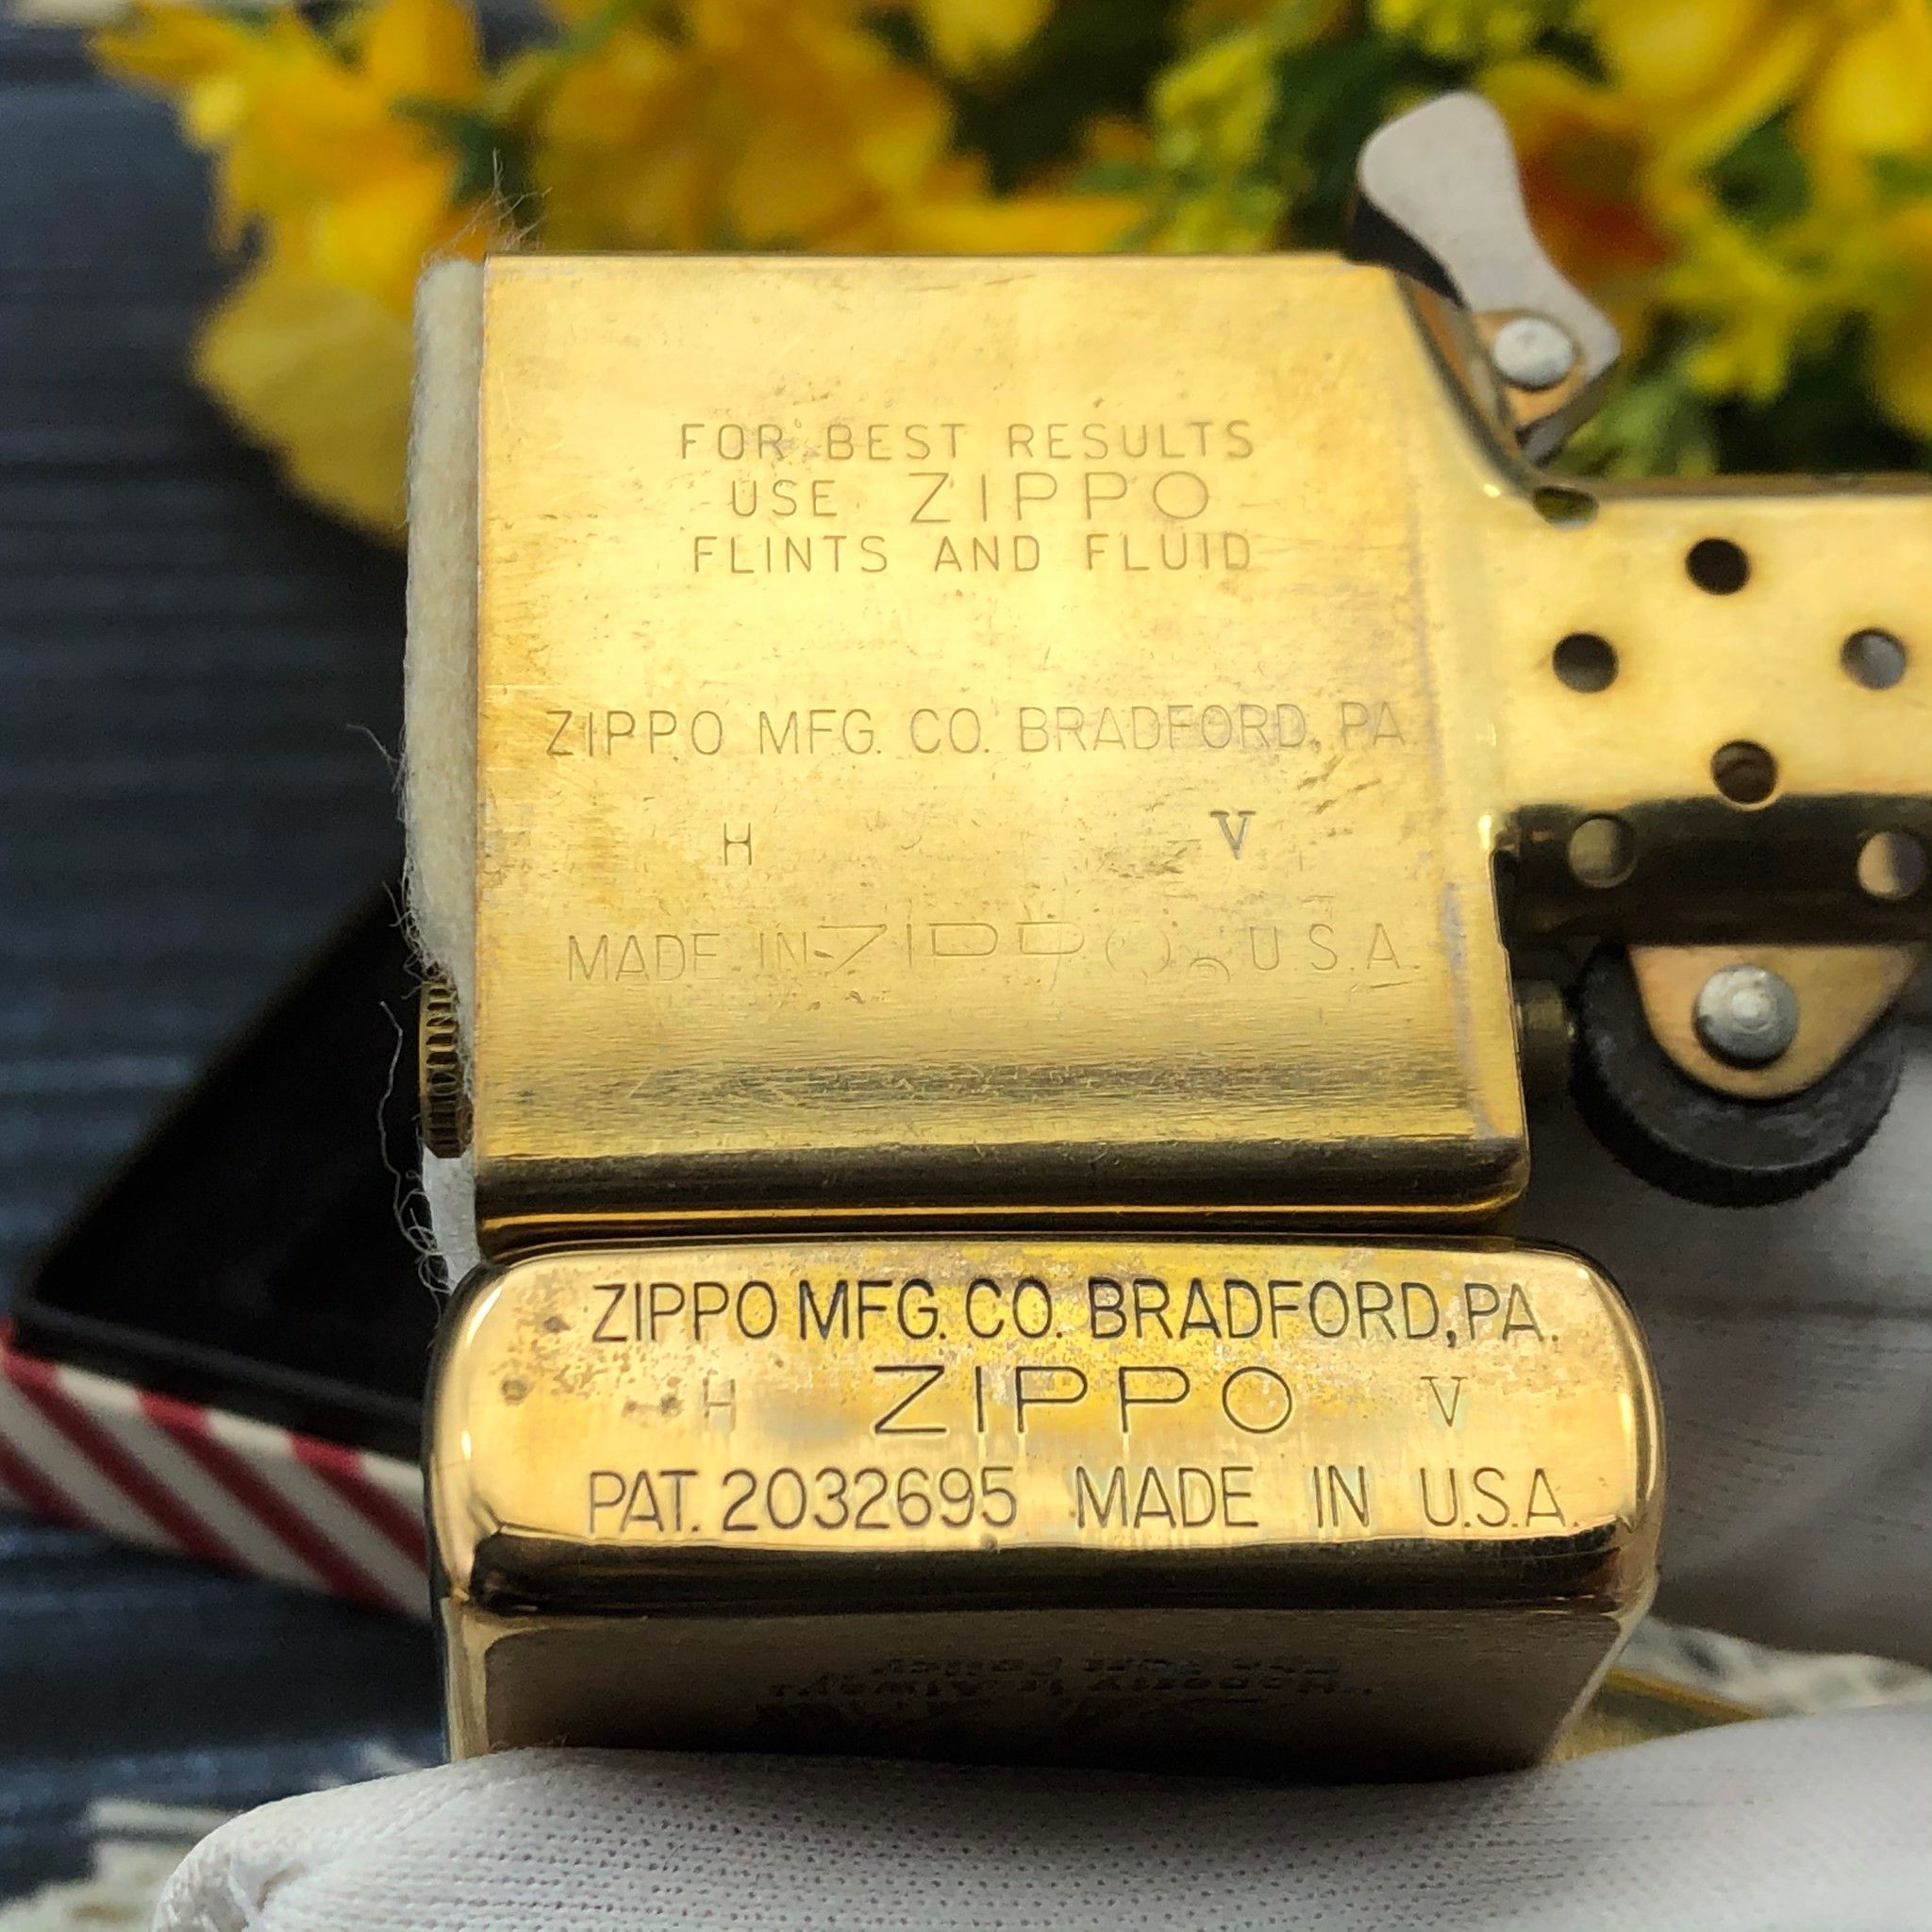 FOR BEST RESULTS
USE ZIPPO
FLINTS AND FLUID
ZIPPO MFG. CO. BRADFORD, PA.
H V
MADE IN ZIPPO U.S.A.
ZIPPO MFG. CO. BRADFORD, PA.
H ZIPPO V
PAT. 2032695 MADE IN U.S.A.